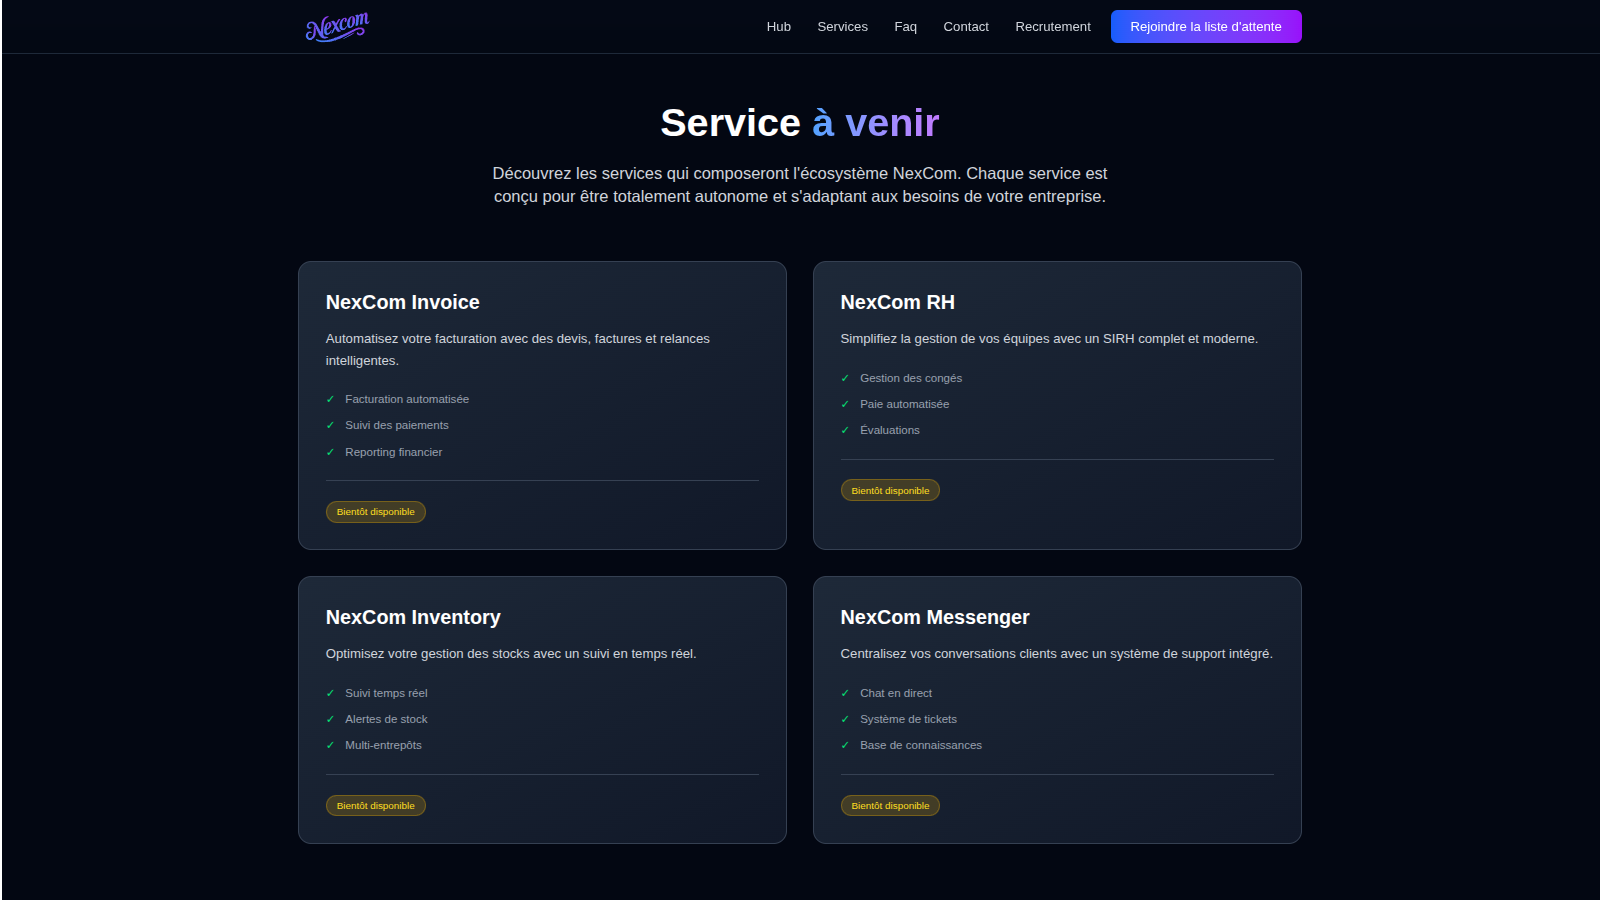 Nexcom
Hub
Services
Faq
Contact
Recrutement
Rejoindre la liste d'attente
Service à venir
Découvrez les services qui composeront l'écosystème NexCom. Chaque service est
conçu pour être totalement autonome et s'adaptant aux besoins de votre entreprise.
NexCom Invoice
Automatisez votre facturation avec des devis, factures et relances
intelligentes.
✓ Facturation automatisée
✓ Suivi des paiements
✓ Reporting financier
Bientôt disponible
NexCom RH
Simplifiez la gestion de vos équipes avec un SIRH complet et moderne.
✓ Gestion des congés
✓ Paie automatisée
✓ Évaluations
Bientôt disponible
NexCom Inventory
Optimisez votre gestion des stocks avec un suivi en temps réel.
✓ Suivi temps réel
✓ Alertes de stock
✓ Multi-entrepôts
Bientôt disponible
NexCom Messenger
Centralisez vos conversations clients avec un système de support intégré.
✓ Chat en direct
✓ Système de tickets
✓ Base de connaissances
Bientôt disponible